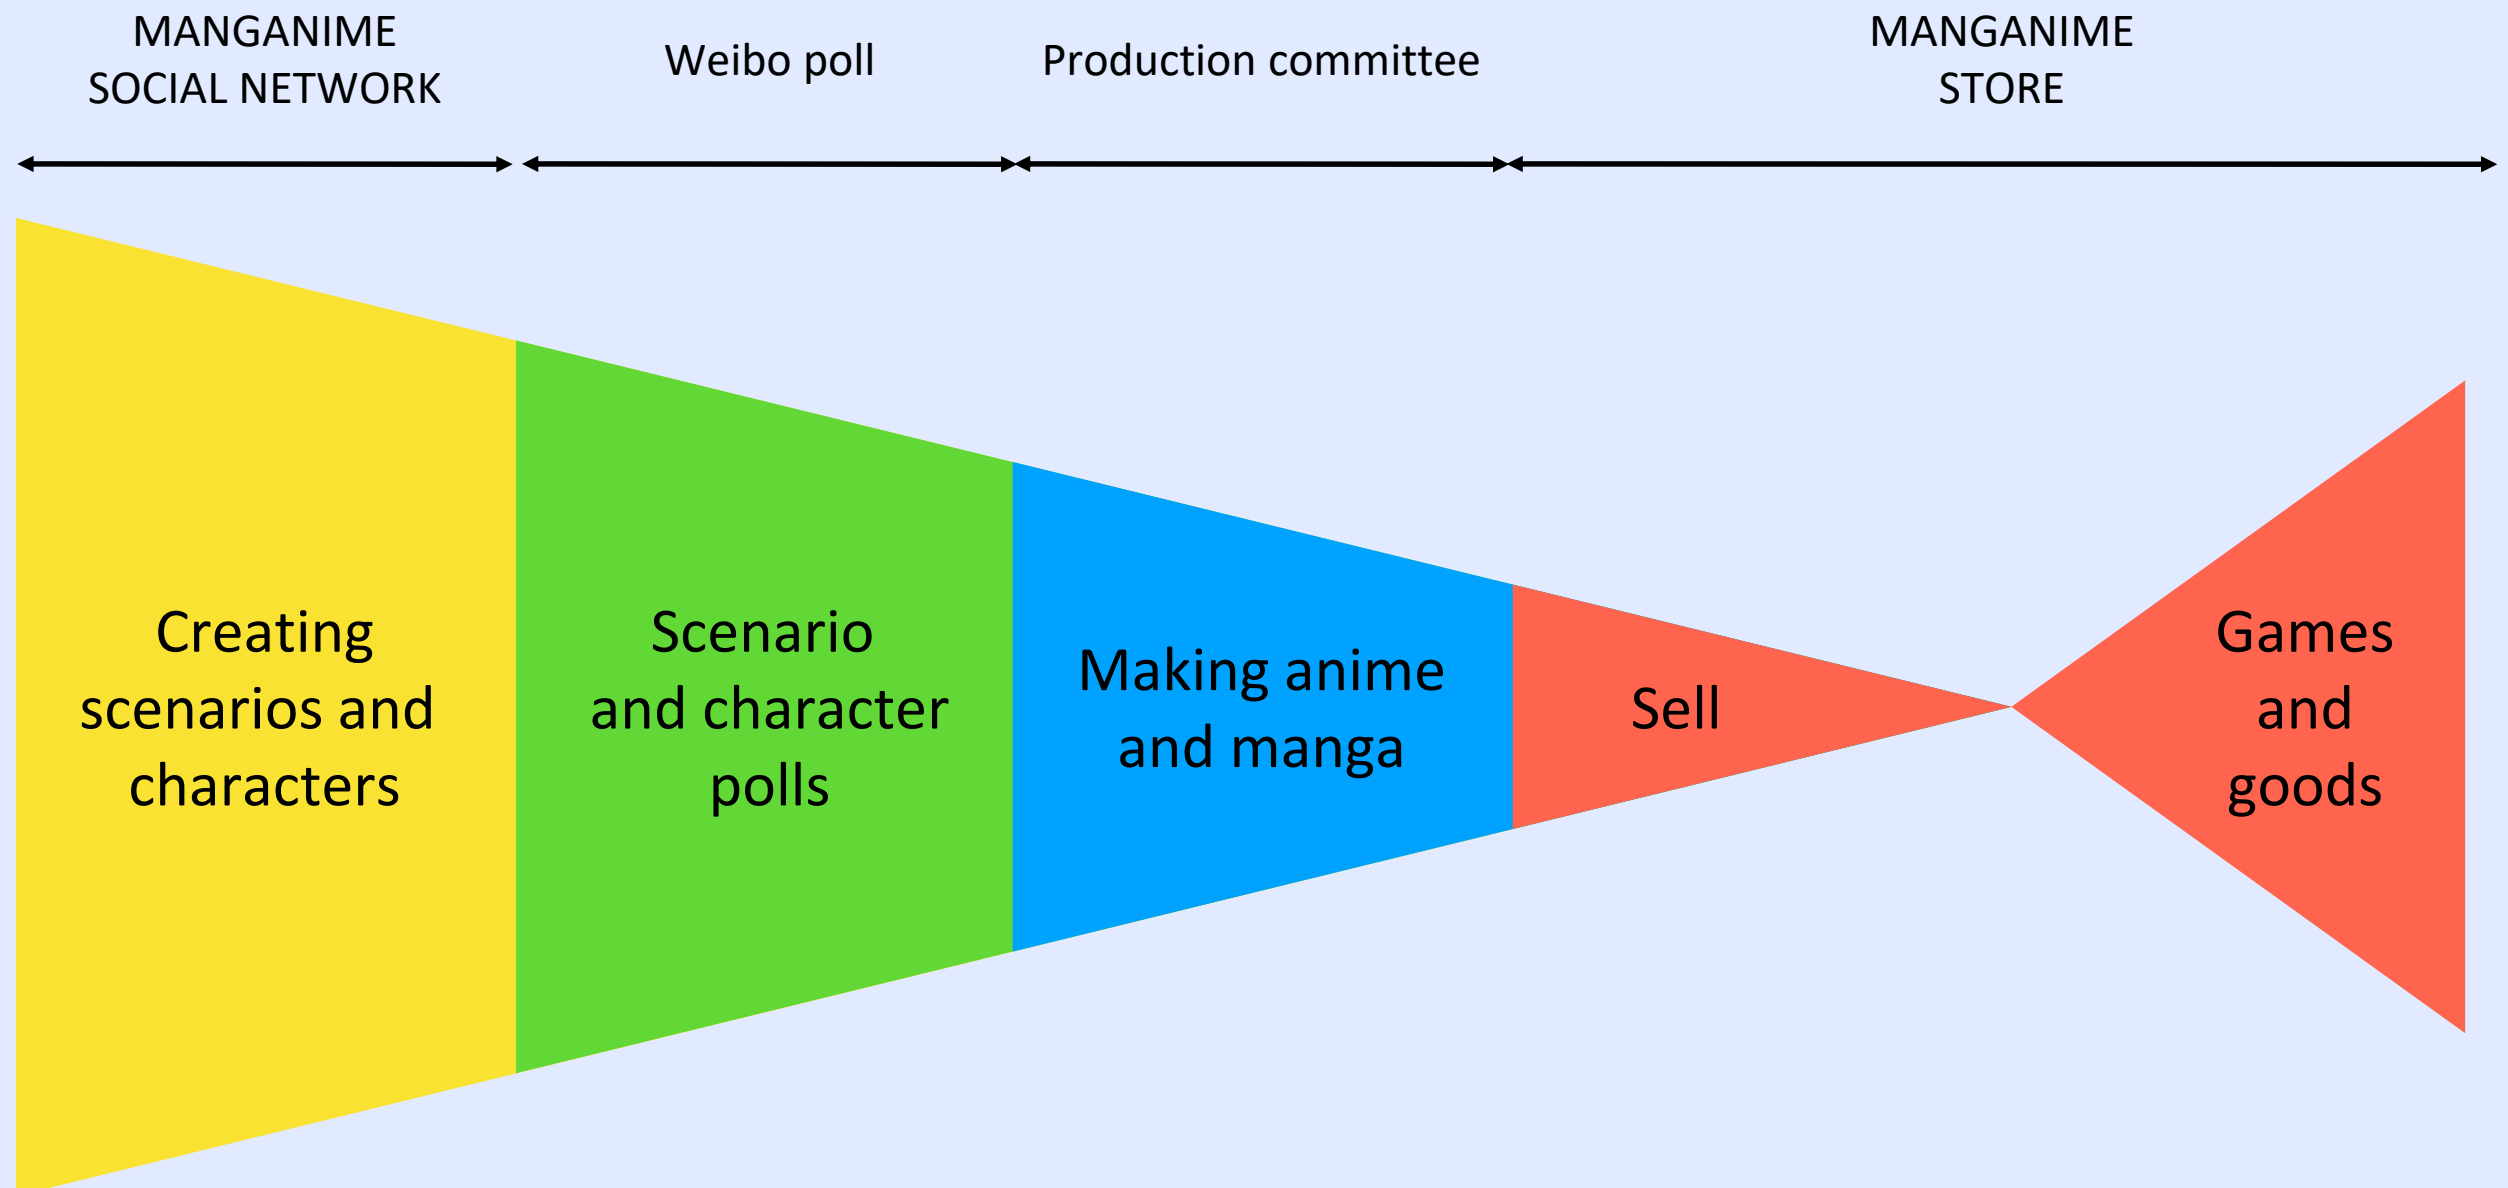 MANGANIME
SOCIAL NETWORK
Weibo poll
Production committee
MANGANIME
STORE
Creating
scenarios and
characters
Scenario
and character
polls
Making anime
and manga
Sell
Games
and
goods